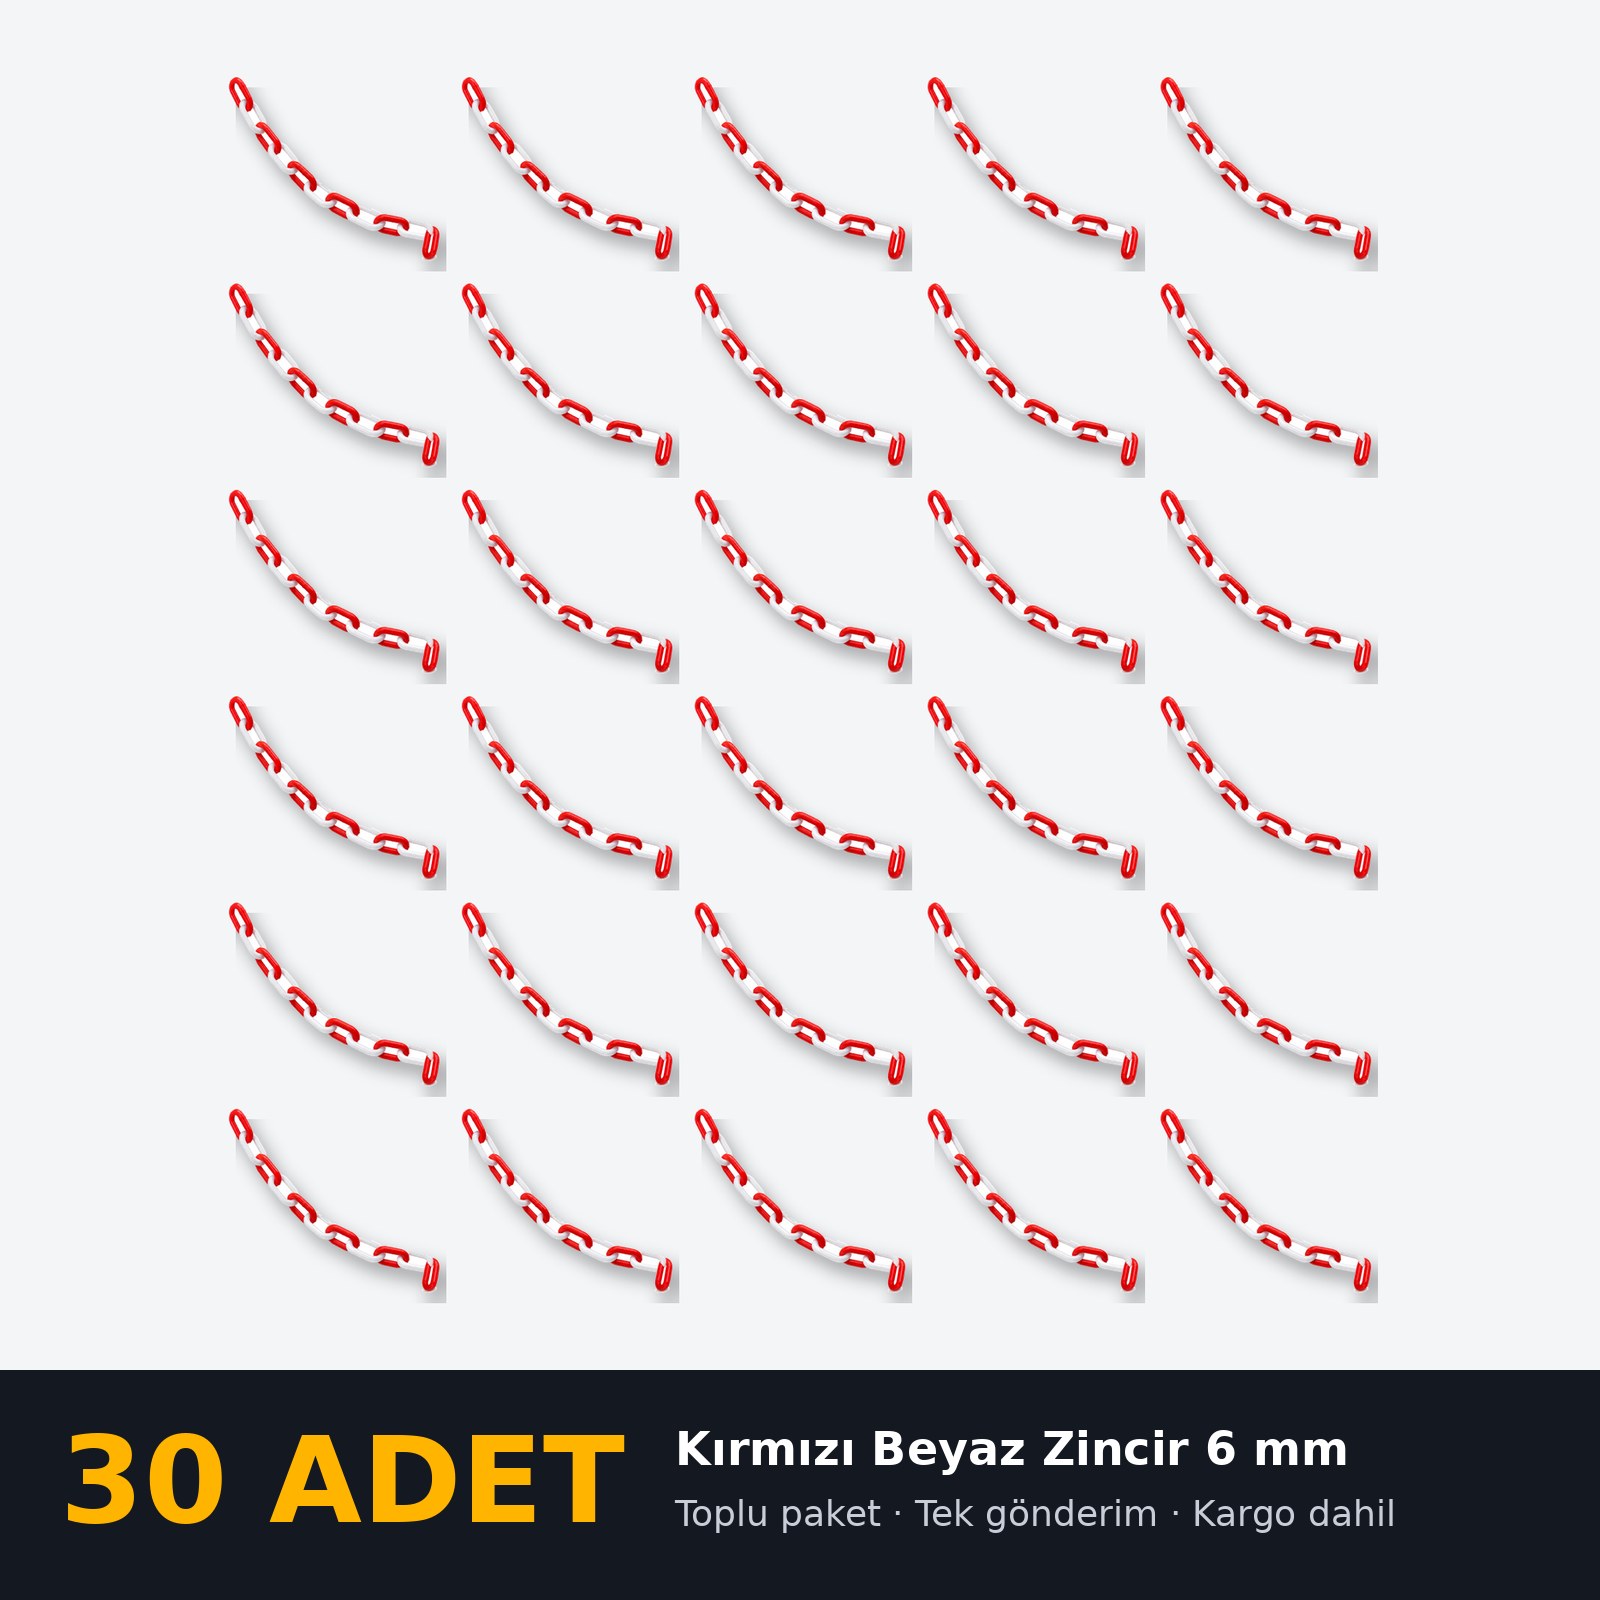 30 ADET
Kırmızı Beyaz Zincir 6 mm
Toplu paket · Tek gönderim · Kargo dahil